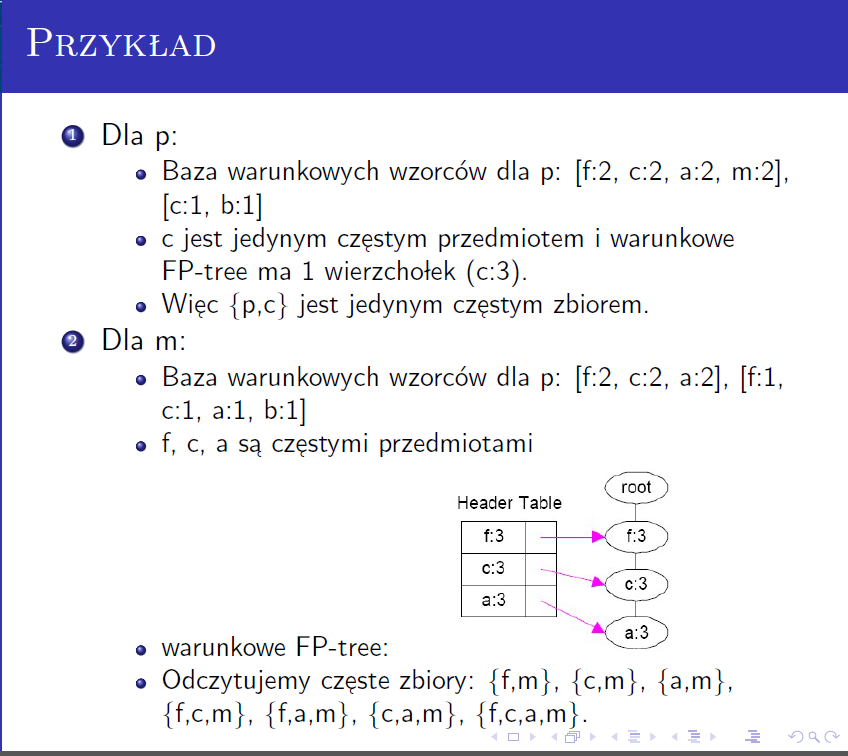 PRZYKŁAD
1 Dla p:
Baza warunkowych wzorców dla p: [f:2, c:2, a:2, m:2],
[c:1, b:1]
c jest jedynym częstym przedmiotem i warunkowe
FP-tree ma 1 wierzchołek (c:3).
Więc {p,c} jest jedynym częstym zbiorem.
2 Dla m:
Baza warunkowych wzorców dla p: [f:2, c:2, a:2], [f:1,
c:1, a:1, b:1]
f, c, a są częstymi przedmiotami
root
Header Table
f:3 f:3
c:3 c:3
a:3 a:3
warunkowe FP-tree:
Odczytujemy częste zbiory: {f,m}, {c,m}, {a,m},
{f,c,m}, {f,a,m}, {c,a,m}, {f,c,a,m}.